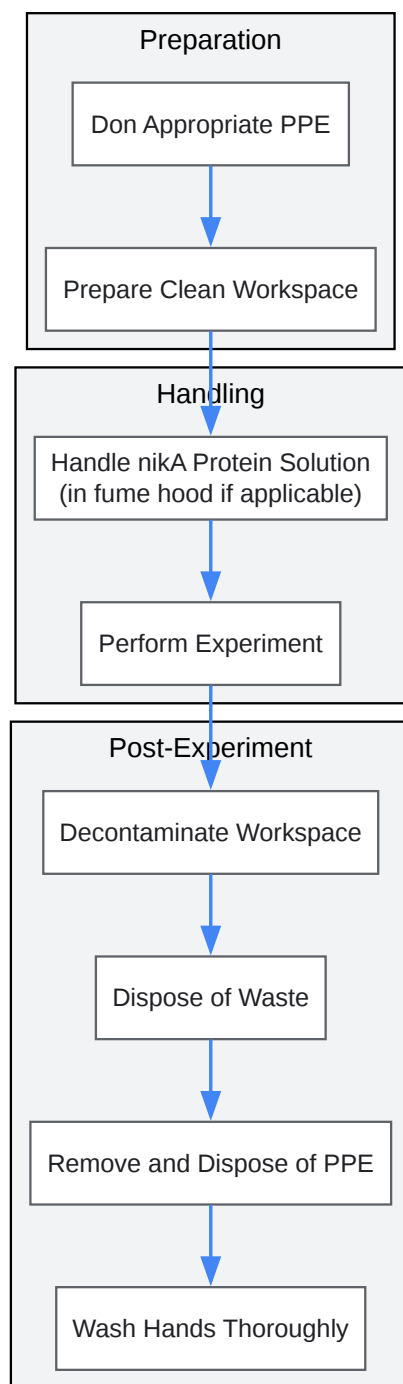 Preparation
Don Appropriate PPE
Prepare Clean Workspace
Handling
Handle nikA Protein Solution
(in fume hood if applicable)
Perform Experiment
Post-Experiment
Decontaminate Workspace
Dispose of Waste
Remove and Dispose of PPE
Wash Hands Thoroughly